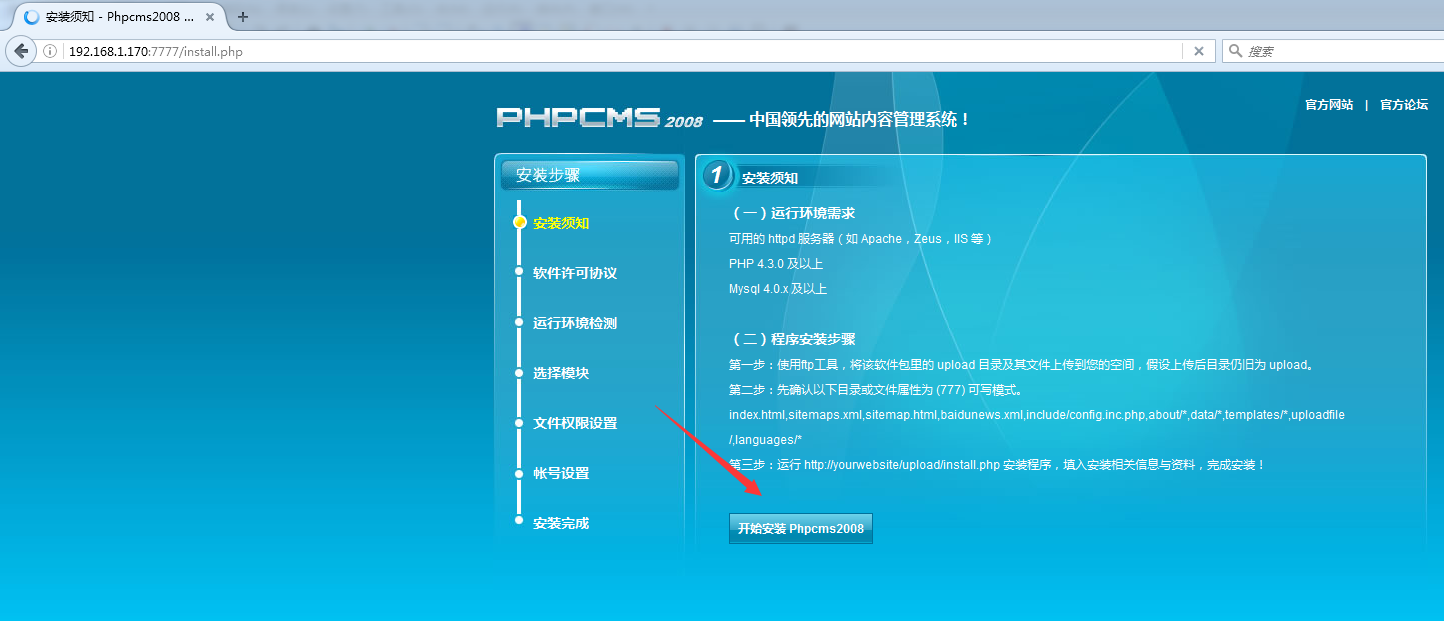 安装须知 - Phpcms2008 ...
192.168.1.170:7777/install.php
搜索
官方网站 | 官方论坛
PHPCMS 2008 —— 中国领先的网站内容管理系统！
安装步骤
安装须知
软件许可协议
运行环境检测
选择模块
文件权限设置
帐号设置
安装完成
1 安装须知
（一）运行环境需求
可用的 httpd 服务器（如 Apache，Zeus，IIS 等）
PHP 4.3.0 及以上
Mysql 4.0.x 及以上
（二）程序安装步骤
第一步：使用ftp工具，将该软件包里的 upload 目录及其文件上传到您的空间，假设上传后目录仍旧为 upload。
第二步：先确认以下目录或文件属性为 (777) 可写模式。
index.html,sitemaps.xml,sitemap.html,baidunews.xml,include/config.inc.php,about/*,data/*,templates/*,uploadfile
/,languages/*
第三步：运行 http://yourwebsite/upload/install.php 安装程序，填入安装相关信息与资料，完成安装！
开始安装 Phpcms2008